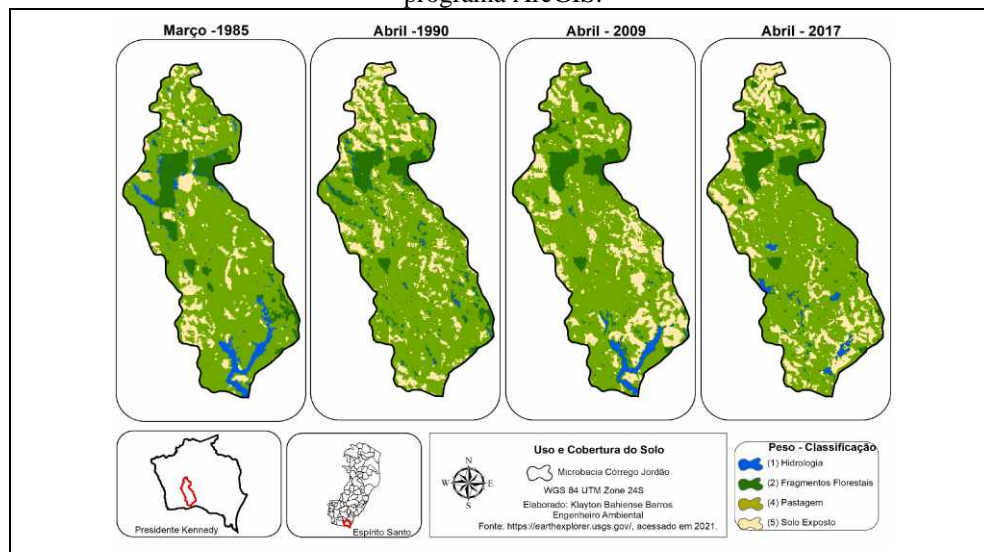 programa ArcGIS.
Março -1985
Abril -1990
Abril - 2009
Abril - 2017
Presidente Kennedy
Espírito Santo
Uso e Cobertura do Solo
N
W
E
S
Microbacia Córrego Jordão
WGS 84 UTM Zone 24S
Elaborado: Klayton Bahiense Barros
Engenheiro Ambiental
Fonte: https://earthexplorer.usgs.gov/, acessado em 2021.
Peso - Classificação
(1) Hidrologia
(2) Fragmentos Florestais
(4) Pastagem
(5) Solo Exposto